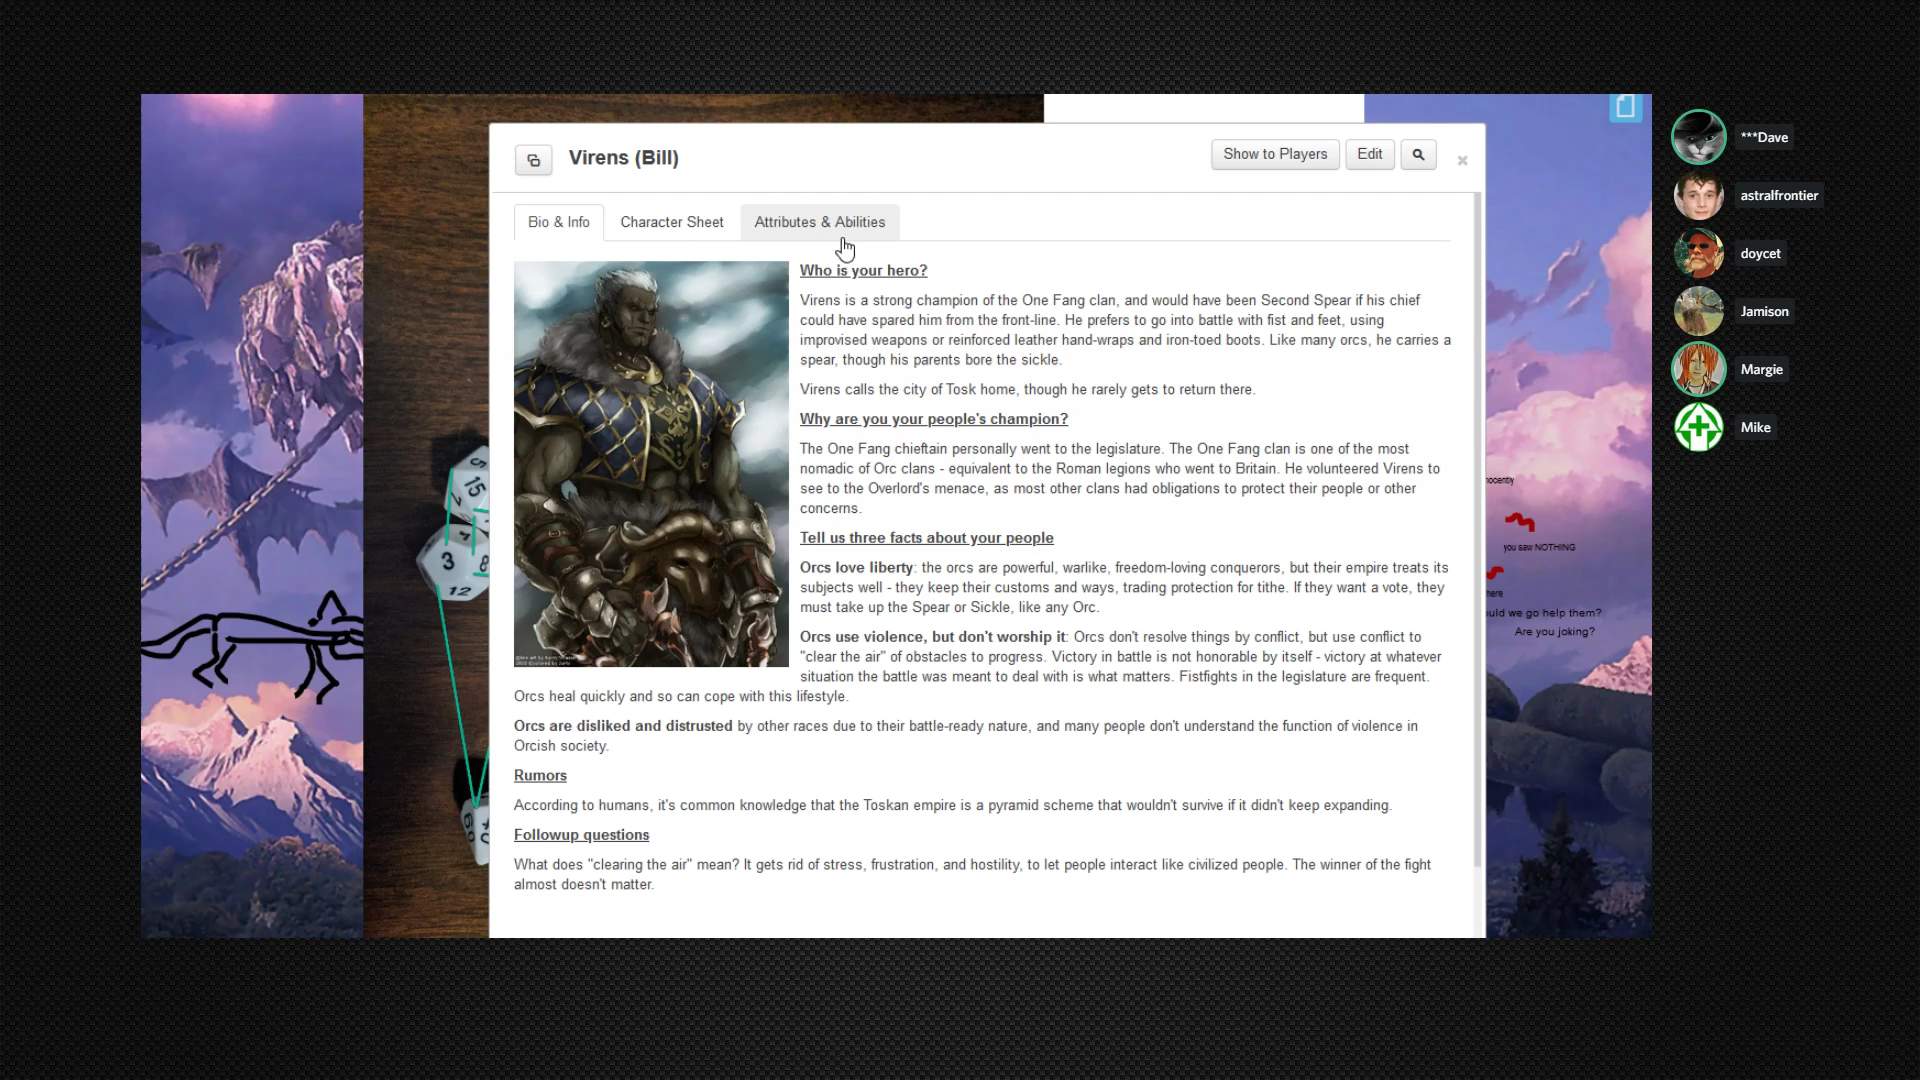 Virens (Bill)
Show to Players
Edit
Bio & Info
Character Sheet
Attributes & Abilities
Who is your hero?
Virens is a strong champion of the One Fang clan, and would have been Second Spear if his chief
could have spared him from the front-line. He prefers to go into battle with fist and feet, using
improvised weapons or reinforced leather hand-wraps and iron-toed boots. Like many orcs, he carries a
spear, though his parents bore the sickle.
Virens calls the city of Tosk home, though he rarely gets to return there.
Why are you your people's champion?
The One Fang chieftain personally went to the legislature. The One Fang clan is one of the most
nomadic of Orc clans - equivalent to the Roman legions who went to Britain. He volunteered Virens to
see to the Overlord's menace, as most other clans had obligations to protect their people or other
concerns.
Tell us three facts about your people
Orcs love liberty: the orcs are powerful, warlike, freedom-loving conquerors, but their empire treats its
subjects well - they keep their customs and ways, trading protection for tithe. If they want a vote, they
must take up the Spear or Sickle, like any Orc.
Orcs use violence, but don't worship it: Orcs don't resolve things by conflict, but use conflict to
"clear the air" of obstacles to progress. Victory in battle is not honorable by itself - victory at whatever
situation the battle was meant to deal with is what matters. Fistfights in the legislature are frequent.
Orcs heal quickly and so can cope with this lifestyle.
Orcs are disliked and distrusted by other races due to their battle-ready nature, and many people don't understand the function of violence in
Orcish society.
Rumors
According to humans, it's common knowledge that the Toskan empire is a pyramid scheme that wouldn't survive if it didn't keep expanding.
Followup questions
What does "clearing the air" mean? It gets rid of stress, frustration, and hostility, to let people interact like civilized people. The winner of the fight
almost doesn't matter.
5
15
2
3
8
12
ocently
you saw NOTHING
here
uld we go help them?
Are you joking?
***Dave
astralfrontier
doycet
Jamison
Margie
Mike